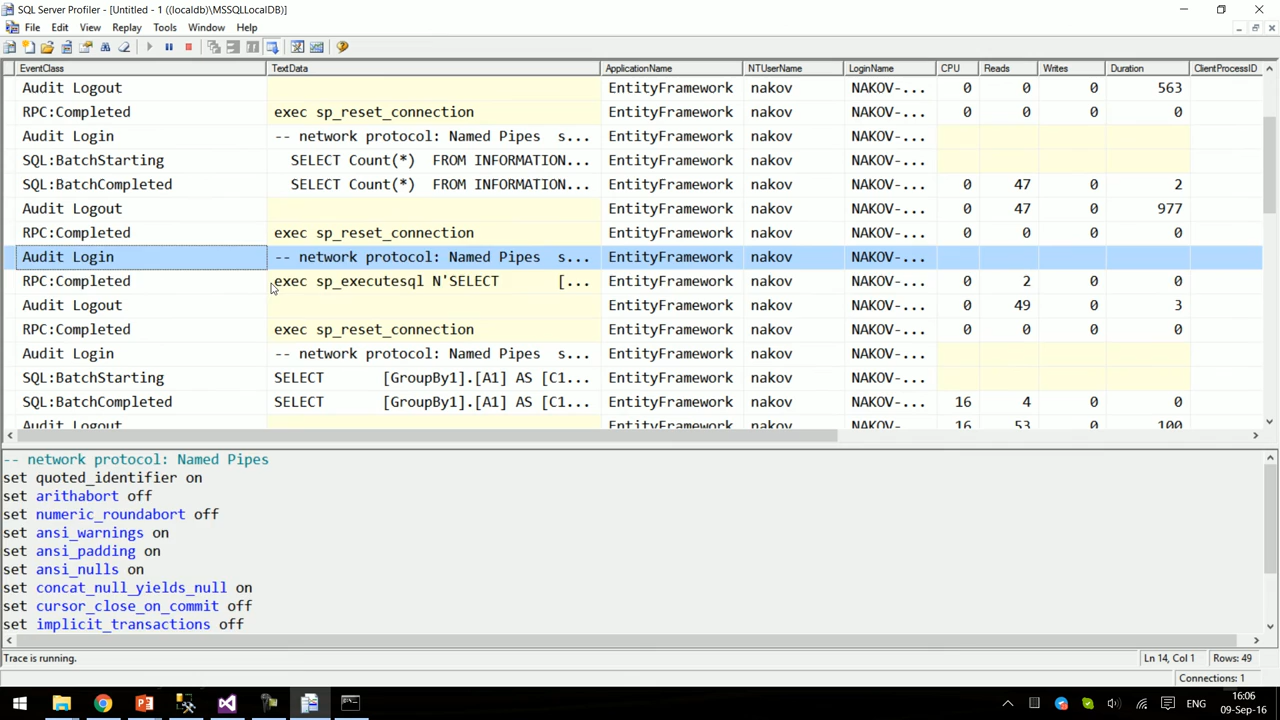 SQL Server Profiler - [Untitled - 1 ((localdb)\MSSQLLocalDB)]
File Edit View Replay Tools Window Help
EventClass TextData ApplicationName NTUserName LoginName CPU Reads Writes Duration ClientProcessID
Audit Logout EntityFramework nakov NAKOV-... 0 0 0 563
RPC:Completed exec sp_reset_connection EntityFramework nakov NAKOV-... 0 0 0 0
Audit Login -- network protocol: Named Pipes s... EntityFramework nakov NAKOV-...
SQL:BatchStarting SELECT Count(*) FROM INFORMATION... EntityFramework nakov NAKOV-...
SQL:BatchCompleted SELECT Count(*) FROM INFORMATION... EntityFramework nakov NAKOV-... 0 47 0 2
Audit Logout EntityFramework nakov NAKOV-... 0 47 0 977
RPC:Completed exec sp_reset_connection EntityFramework nakov NAKOV-... 0 0 0 0
Audit Login -- network protocol: Named Pipes s... EntityFramework nakov NAKOV-...
RPC:Completed exec sp_executesql N'SELECT [... EntityFramework nakov NAKOV-... 0 2 0 0
Audit Logout EntityFramework nakov NAKOV-... 0 49 0 3
RPC:Completed exec sp_reset_connection EntityFramework nakov NAKOV-... 0 0 0 0
Audit Login -- network protocol: Named Pipes s... EntityFramework nakov NAKOV-...
SQL:BatchStarting SELECT [GroupBy1].[A1] AS [C1... EntityFramework nakov NAKOV-...
SQL:BatchCompleted SELECT [GroupBy1].[A1] AS [C1... EntityFramework nakov NAKOV-... 16 4 0 0
Audit Logout EntityFramework nakov NAKOV- 16 53 0 100
-- network protocol: Named Pipes
set quoted_identifier on
set arithabort off
set numeric_roundabort off
set ansi_warnings on
set ansi_padding on
set ansi_nulls on
set concat_null_yields_null on
set cursor_close_on_commit off
set implicit_transactions off
Trace is running. Ln 14, Col 1 Rows: 49
Connections: 1
ENG 16:06
09-Sep-16